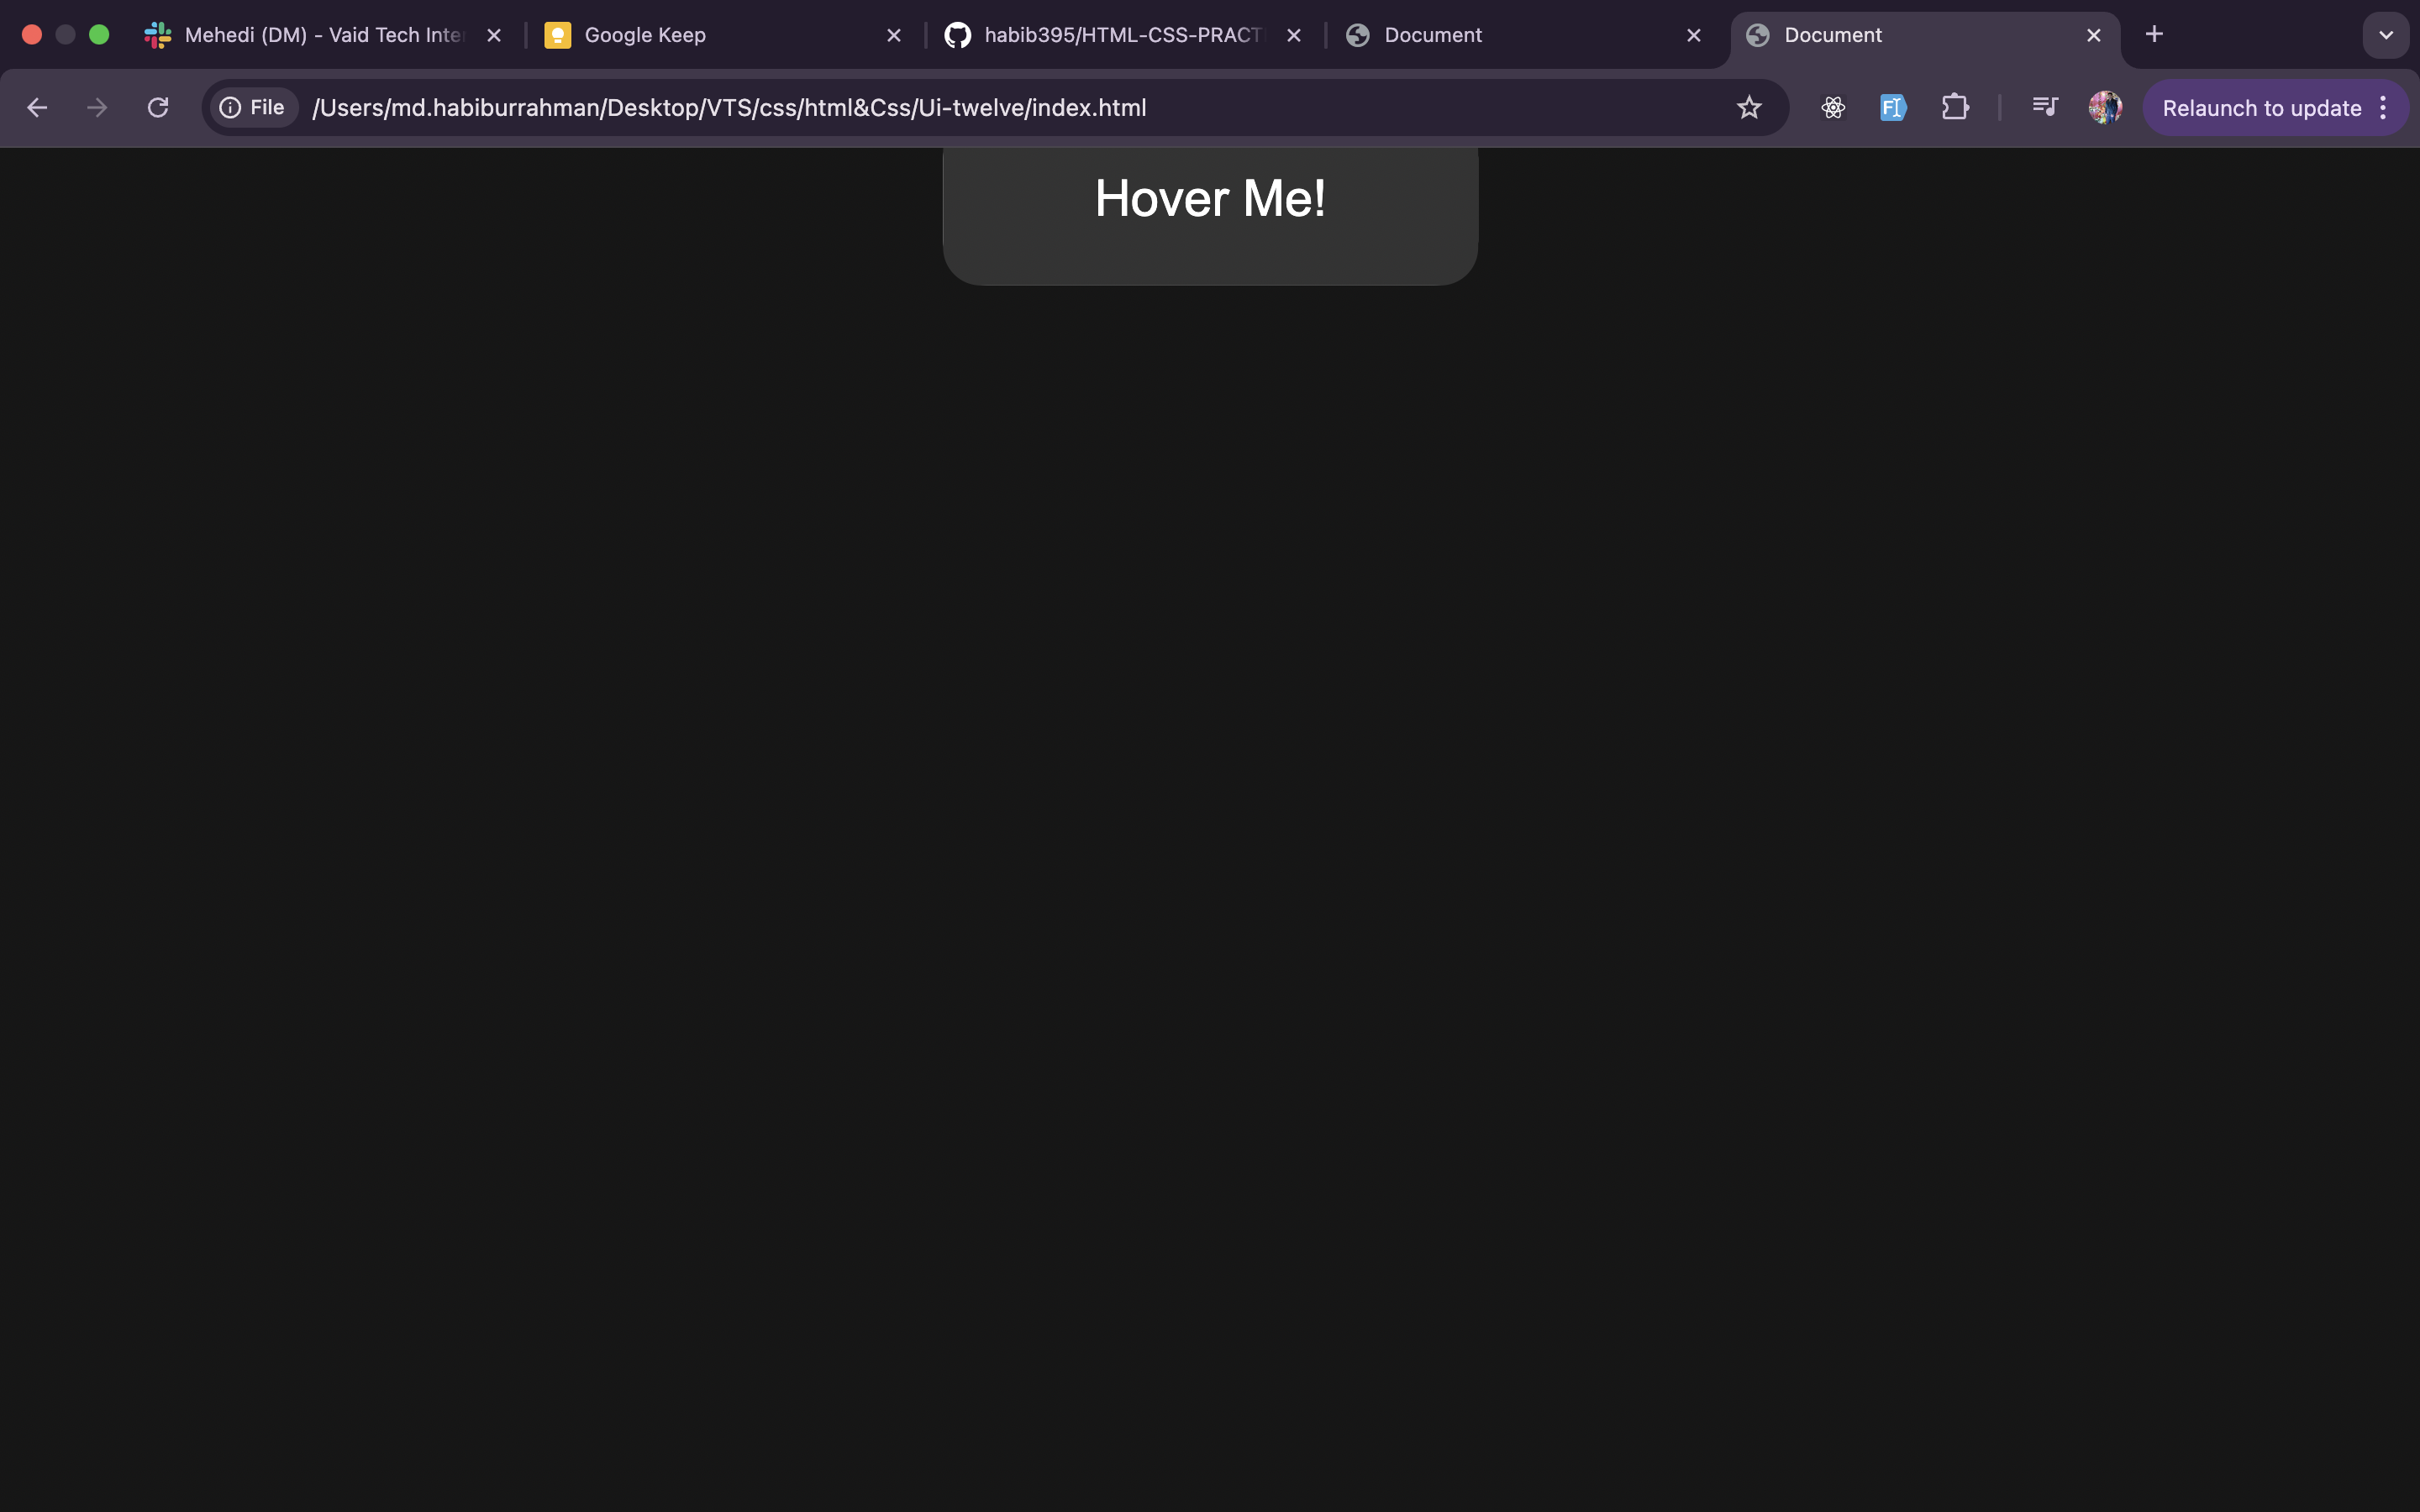 Mehedi (DM) - Vaid Tech Inte
Google Keep
habib395/HTML-CSS-PRACT
Document
Document
File
/Users/md.habiburrahman/Desktop/VTS/css/html&Css/Ui-twelve/index.html
Relaunch to update
Hover Me!